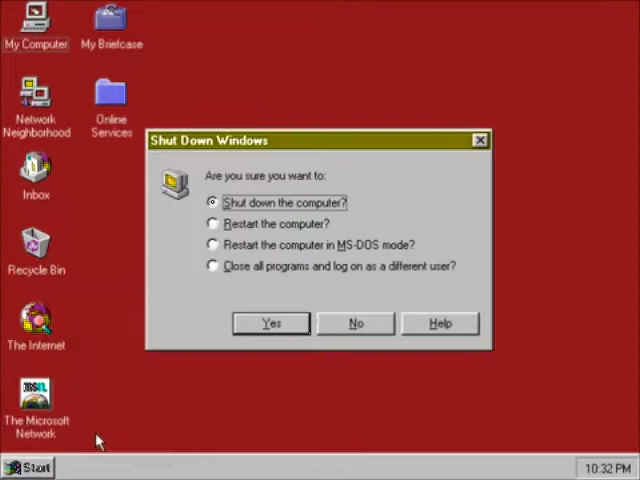 My Computer
My Briefcase
Network
Neighborhood
Online
Services
Inbox
Recycle Bin
The Internet
msn
The Microsoft
Network
Shut Down Windows
Are you sure you want to:
Shut down the computer?
Restart the computer?
Restart the computer in MS-DOS mode?
Close all programs and log on as a different user?
Yes
No
Help
Start
10:32 PM